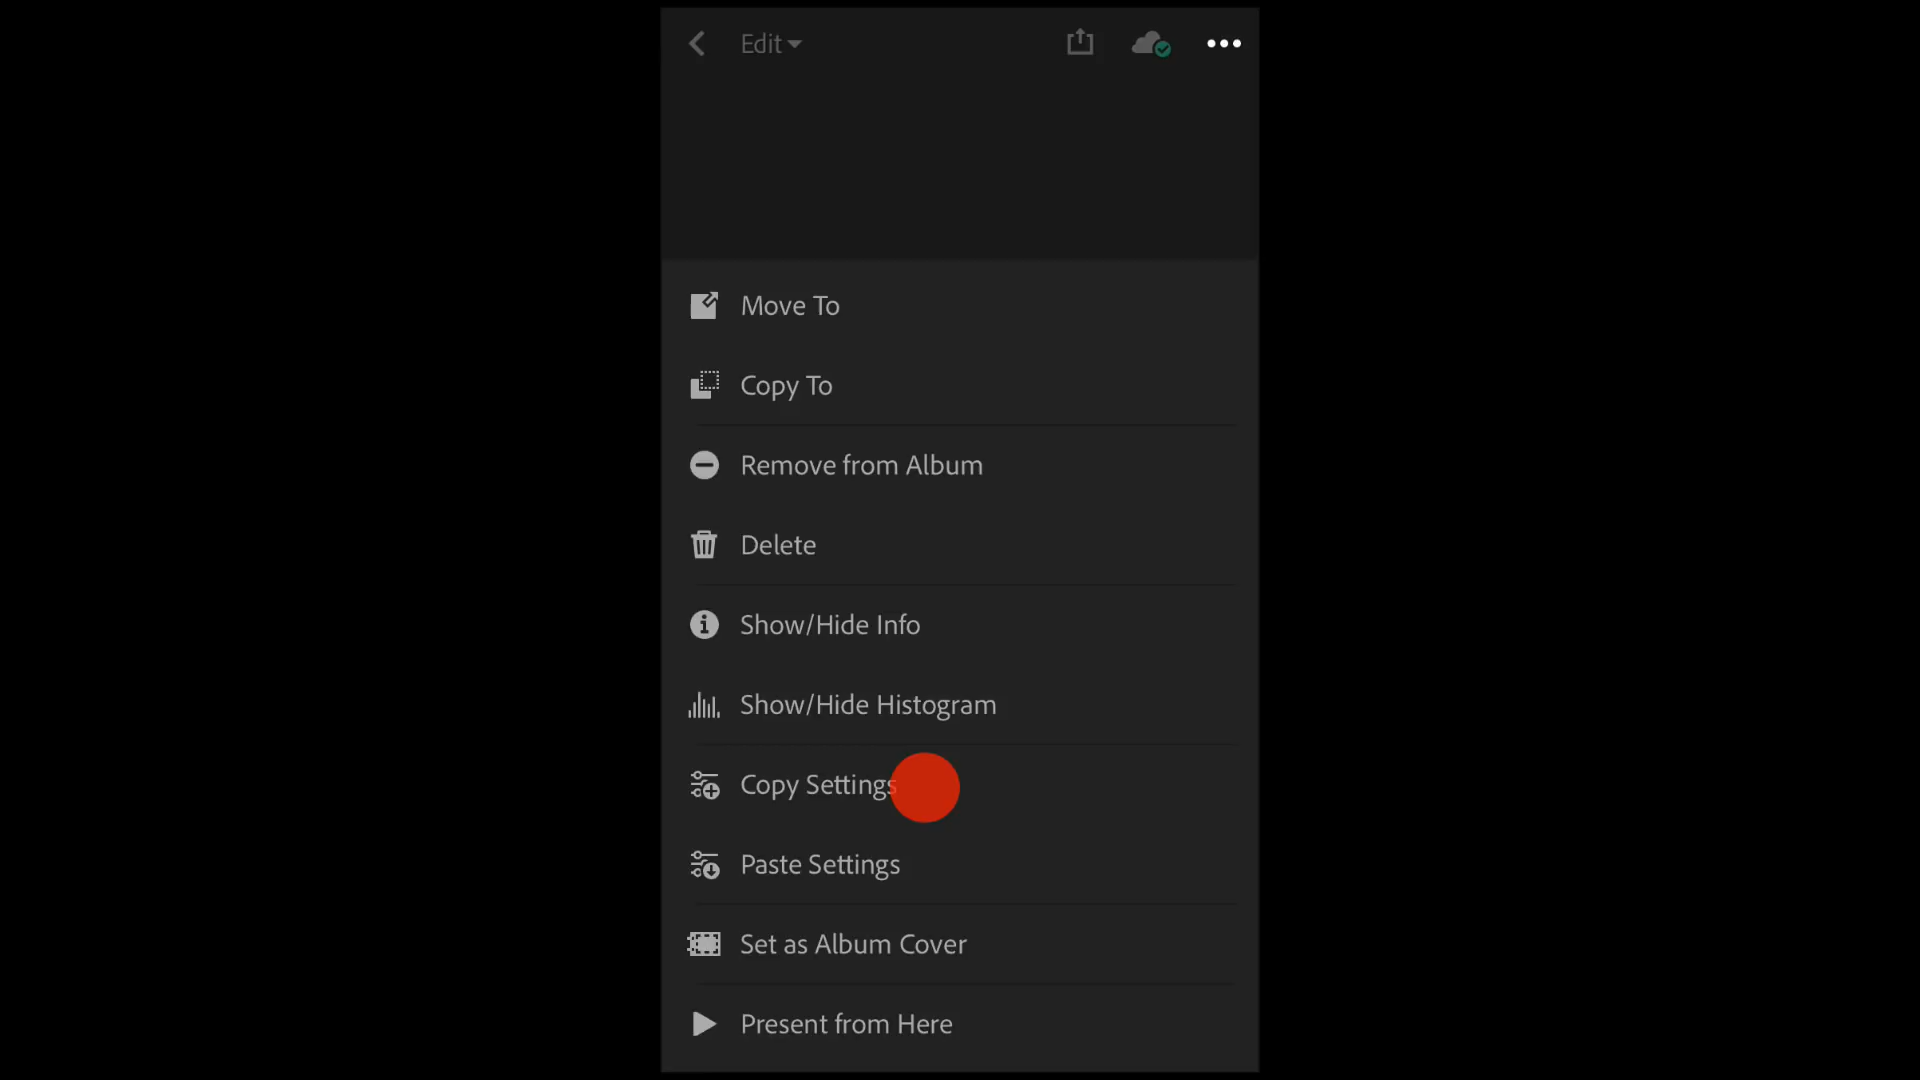 Edit
Move To
Copy To
Remove from Album
Delete
Show/Hide Info
Show/Hide Histogram
Copy Settings
Paste Settings
Set as Album Cover
Present from Here